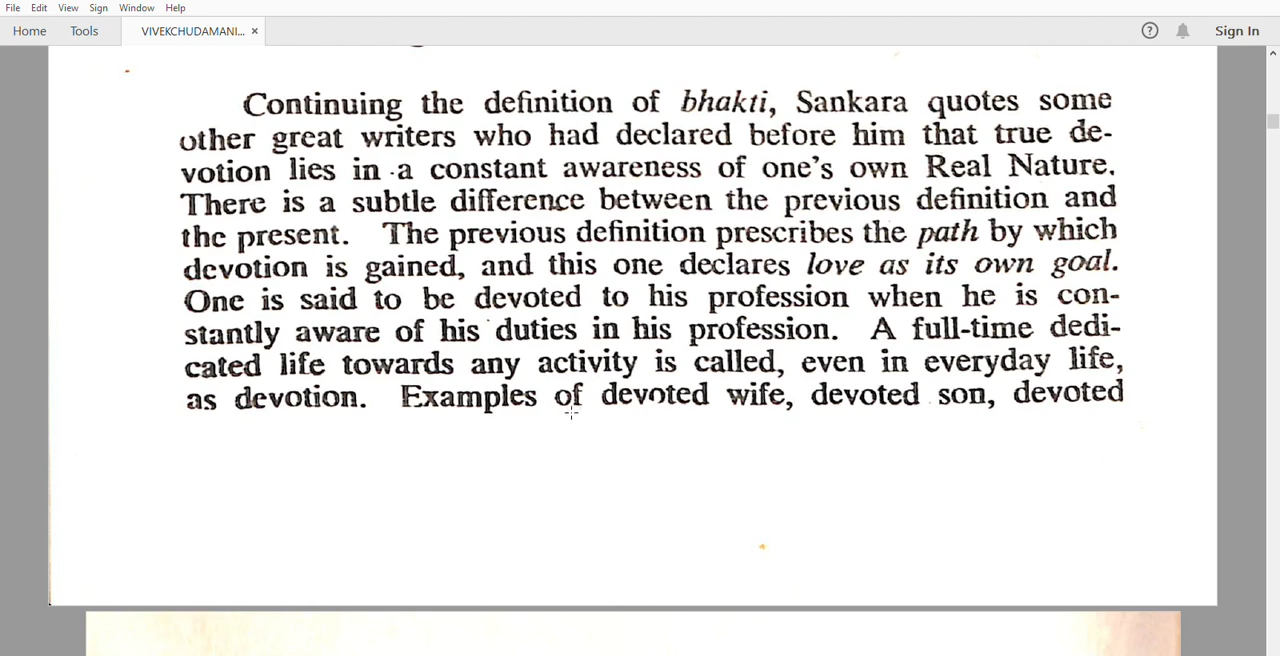 File Edit View Sign Window Help
Home Tools VIVEKCHUDAMANI... × Sign In
Continuing the definition of bhakti, Sankara quotes some
other great writers who had declared before him that true de-
votion lies in a constant awareness of one's own Real Nature.
There is a subtle difference between the previous definition and
the present. The previous definition prescribes the path by which
devotion is gained, and this one declares love as its own goal.
One is said to be devoted to his profession when he is con-
stantly aware of his duties in his profession. A full-time dedi-
cated life towards any activity is called, even in everyday life,
as devotion. Examples of devoted wife, devoted son, devoted